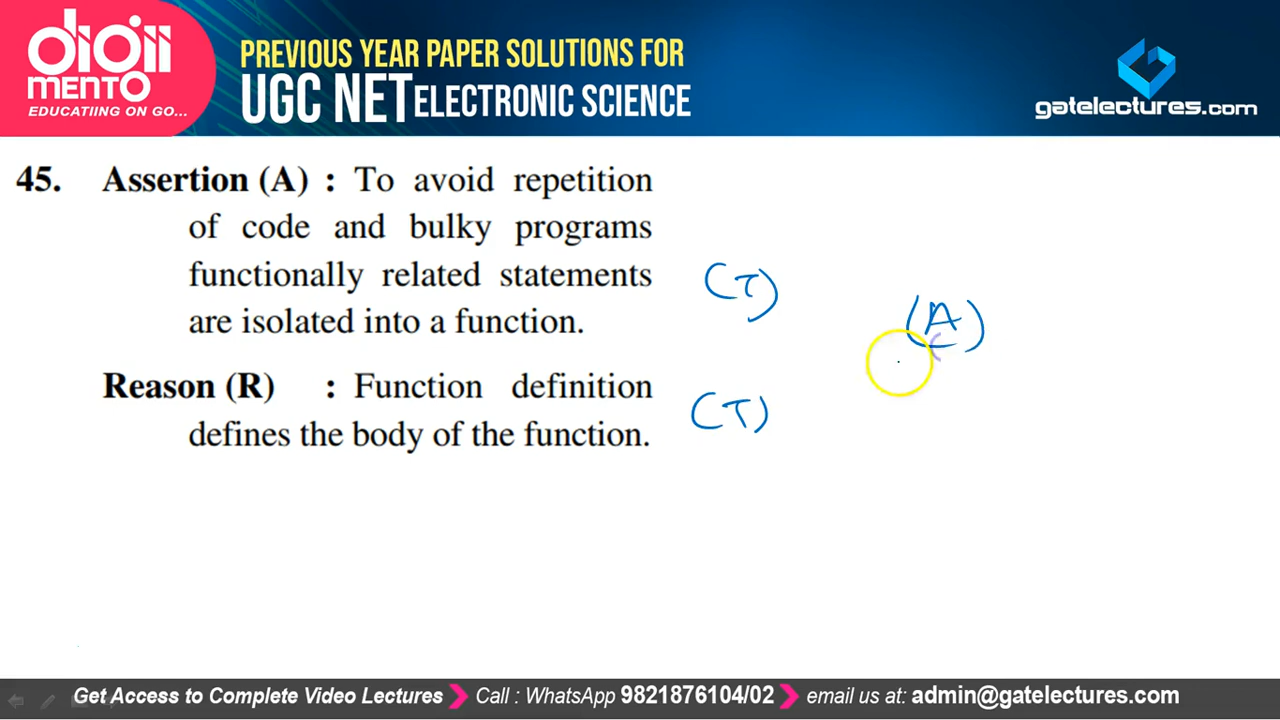 digii
MENTO
EDUCATIING ON GO...
PREVIOUS YEAR PAPER SOLUTIONS FOR
UGC NET ELECTRONIC SCIENCE
gatelectures.com
45. Assertion (A) : To avoid repetition
of code and bulky programs
functionally related statements
are isolated into a function.
(T)
(A)
Reason (R) : Function definition
defines the body of the function.
(T)
Get Access to Complete Video Lectures Call : WhatsApp 9821876104/02 email us at: admin@gatelectures.com